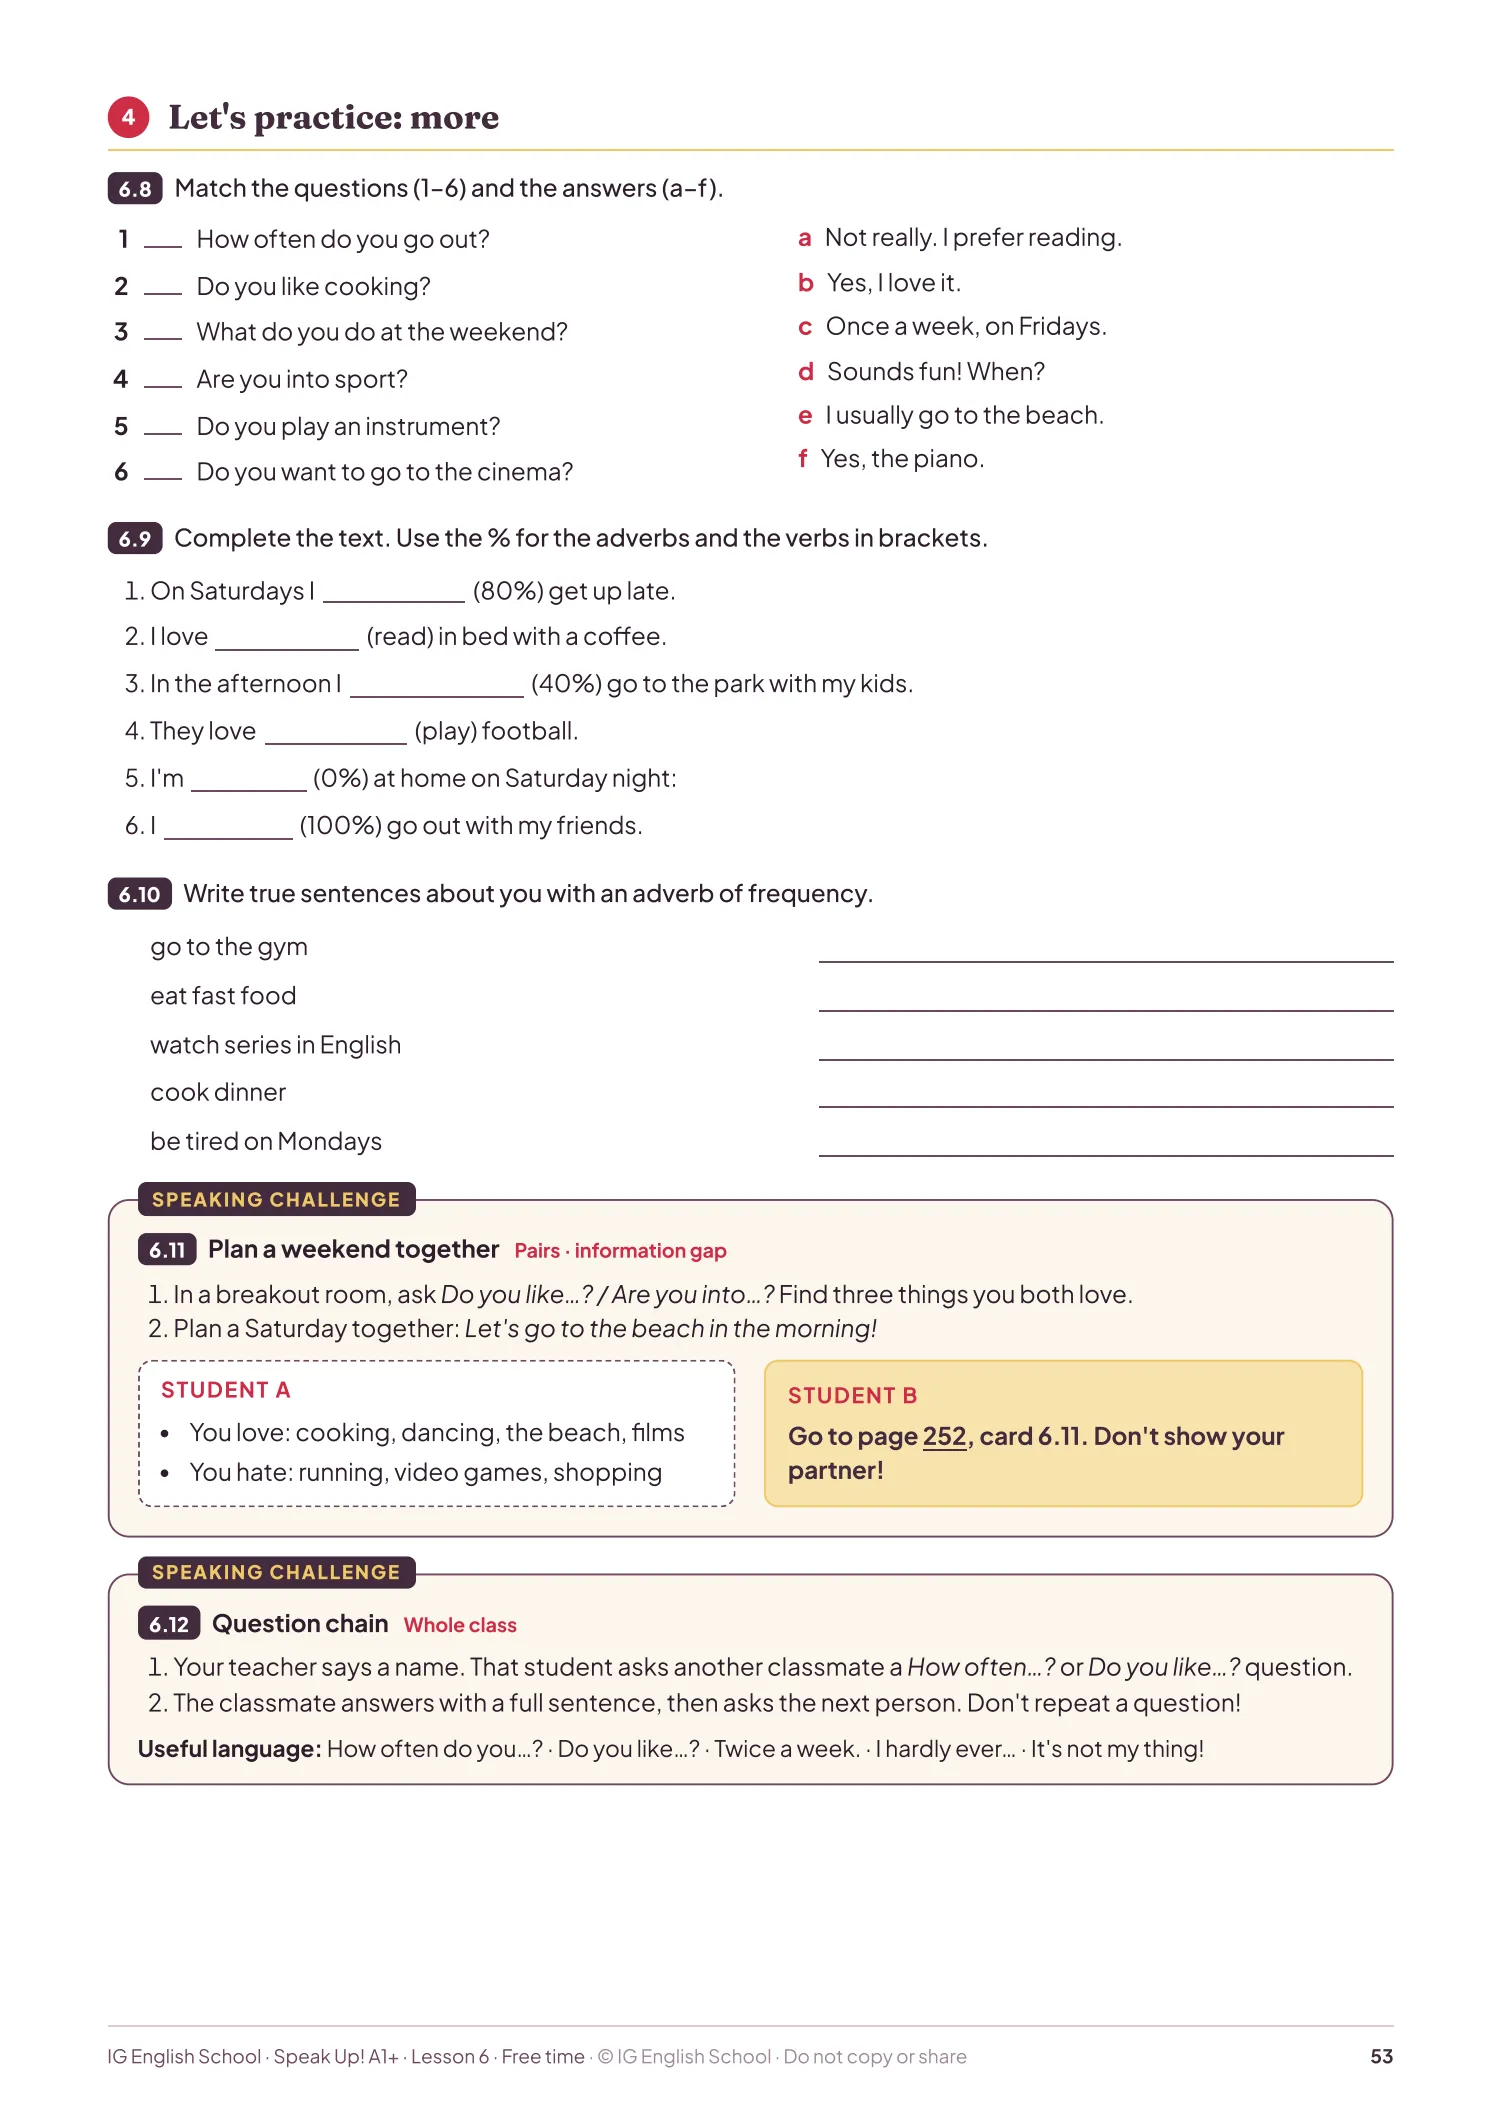 4 Let's practice: more
6.8 Match the questions (1–6) and the answers (a–f).
1 ___ How often do you go out?
2 ___ Do you like cooking?
3 ___ What do you do at the weekend?
4 ___ Are you into sport?
5 ___ Do you play an instrument?
6 ___ Do you want to go to the cinema?
a Not really. I prefer reading.
b Yes, I love it.
c Once a week, on Fridays.
d Sounds fun! When?
e I usually go to the beach.
f Yes, the piano.
6.9 Complete the text. Use the % for the adverbs and the verbs in brackets.
1. On Saturdays I __________ (80%) get up late.
2. I love __________ (read) in bed with a coffee.
3. In the afternoon I ____________ (40%) go to the park with my kids.
4. They love __________ (play) football.
5. I'm ________ (0%) at home on Saturday night:
6. I _________ (100%) go out with my friends.
6.10 Write true sentences about you with an adverb of frequency.
go to the gym
eat fast food
watch series in English
cook dinner
be tired on Mondays
SPEAKING CHALLENGE
6.11 Plan a weekend together Pairs · information gap
1. In a breakout room, ask Do you like…? / Are you into…? Find three things you both love.
2. Plan a Saturday together: Let's go to the beach in the morning!
STUDENT A
• You love: cooking, dancing, the beach, films
• You hate: running, video games, shopping
STUDENT B
Go to page 252, card 6.11. Don't show your
partner!
SPEAKING CHALLENGE
6.12 Question chain Whole class
1. Your teacher says a name. That student asks another classmate a How often…? or Do you like…? question.
2. The classmate answers with a full sentence, then asks the next person. Don't repeat a question!
Useful language: How often do you…? · Do you like…? · Twice a week. · I hardly ever… · It's not my thing!
IG English School · Speak Up! A1+ · Lesson 6 · Free time · © IG English School · Do not copy or share 53